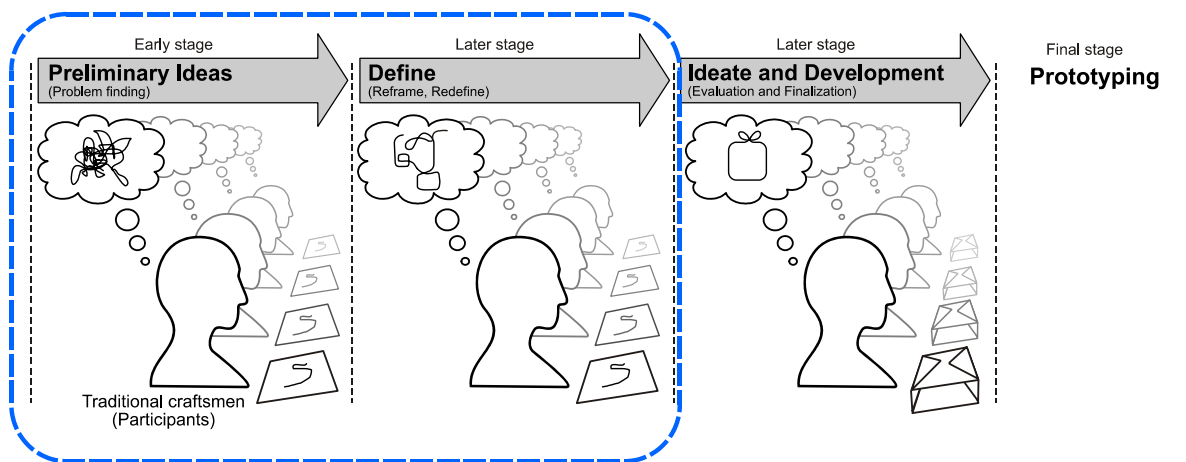 Early stage
Preliminary Ideas
(Problem finding)
Later stage
Define
(Reframe, Redefine)
Later stage
Ideate and Development
(Evaluation and Finalization)
Final stage
Prototyping
Traditional craftsmen
(Participants)